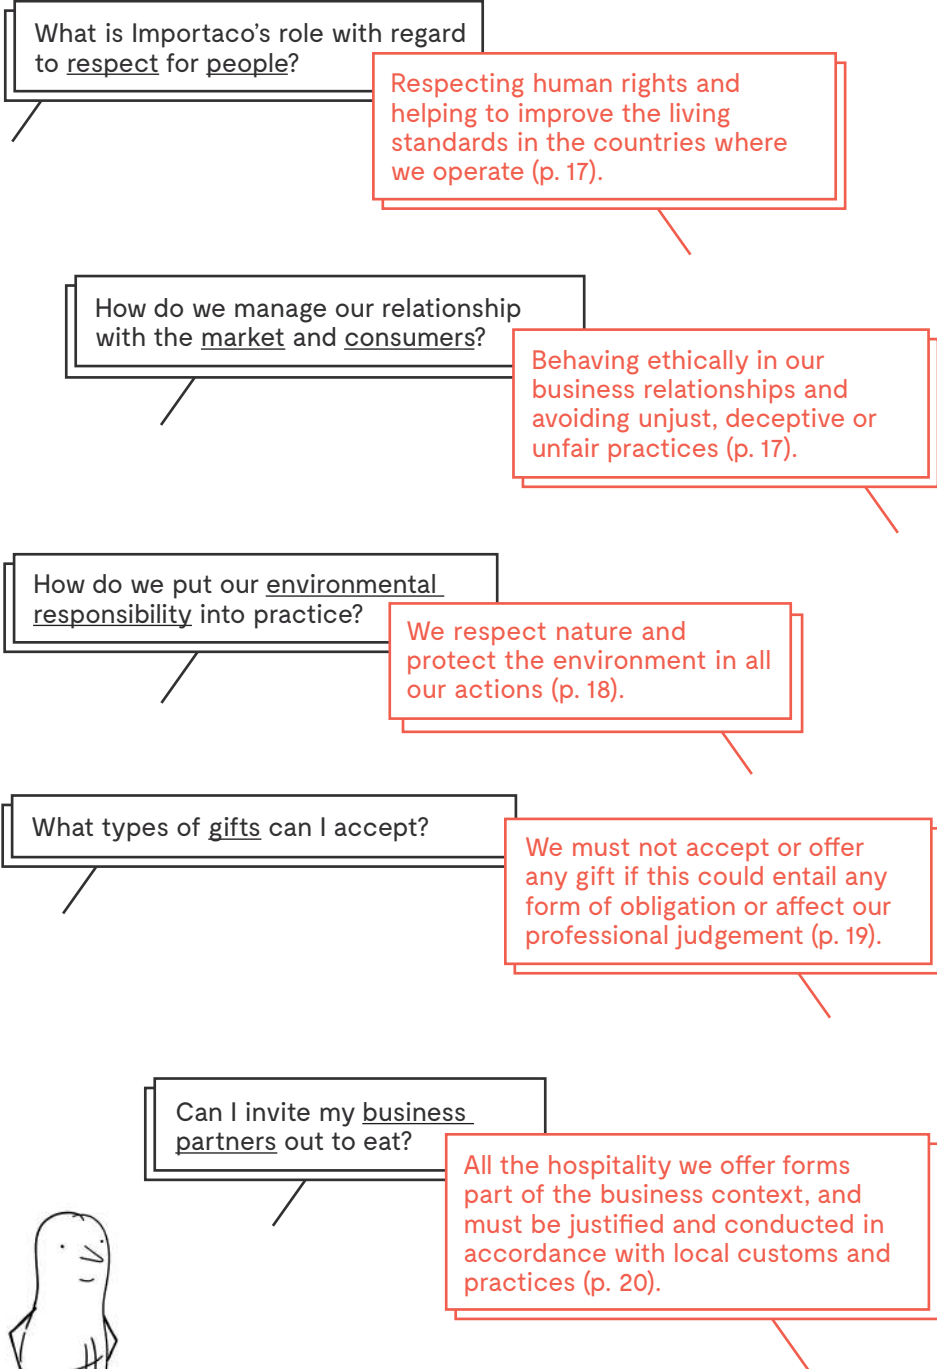 What is Importaco's role with regard
to respect for people?
Respecting human rights and
helping to improve the living
standards in the countries where
we operate (p. 17).
How do we manage our relationship
with the market and consumers?
Behaving ethically in our
business relationships and
avoiding unjust, deceptive or
unfair practices (p. 17).
How do we put our environmental
responsibility into practice?
We respect nature and
protect the environment in all
our actions (p. 18).
What types of gifts can I accept?
We must not accept or offer
any gift if this could entail any
form of obligation or affect our
professional judgement (p. 19).
Can I invite my business
partners out to eat?
All the hospitality we offer forms
part of the business context, and
must be justified and conducted in
accordance with local customs and
practices (p. 20).